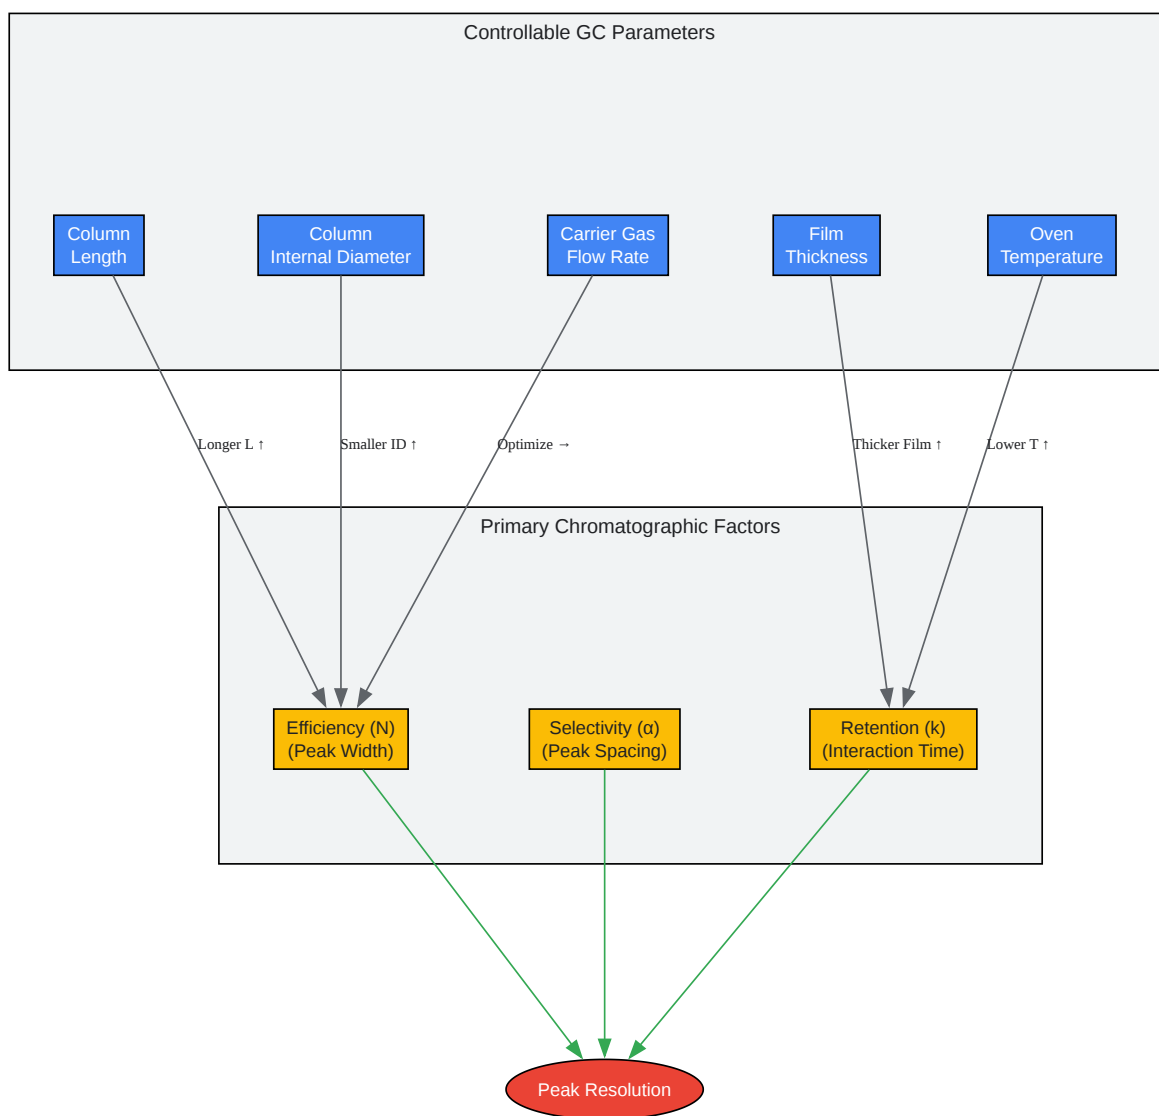 Controllable GC Parameters
Column
Length
Column
Internal Diameter
Carrier Gas
Flow Rate
Film
Thickness
Oven
Temperature
Longer L ↑
Smaller ID ↑
Optimize →
Thicker Film ↑
Lower T ↑
Primary Chromatographic Factors
Efficiency (N)
(Peak Width)
Selectivity (α)
(Peak Spacing)
Retention (k)
(Interaction Time)
Peak Resolution